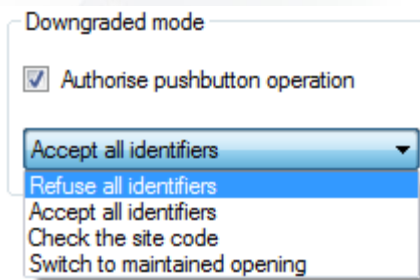 Downgraded mode
Authorise pushbutton operation
Accept all identifiers
Refuse all identifiers
Accept all identifiers
Check the site code
Switch to maintained opening